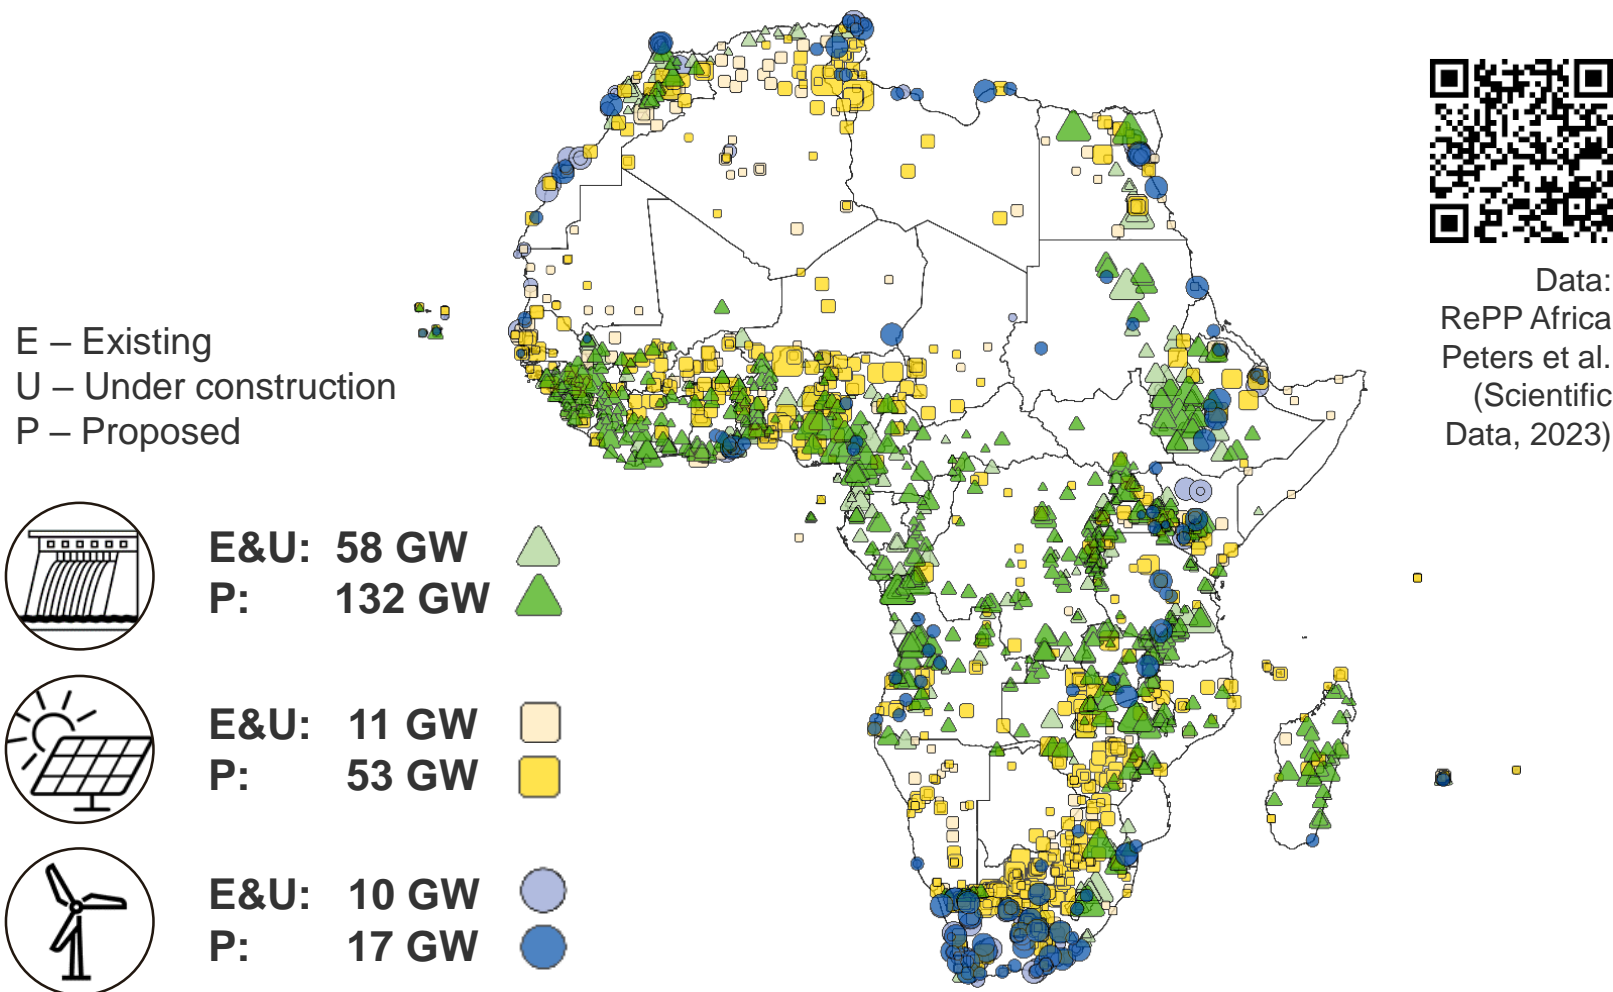 E – Existing
U – Under construction
P – Proposed
E&U: 58 GW
P: 132 GW
E&U: 11 GW
P: 53 GW
E&U: 10 GW
P: 17 GW
Data:
RePP Africa
Peters et al.
(Scientific
Data, 2023)